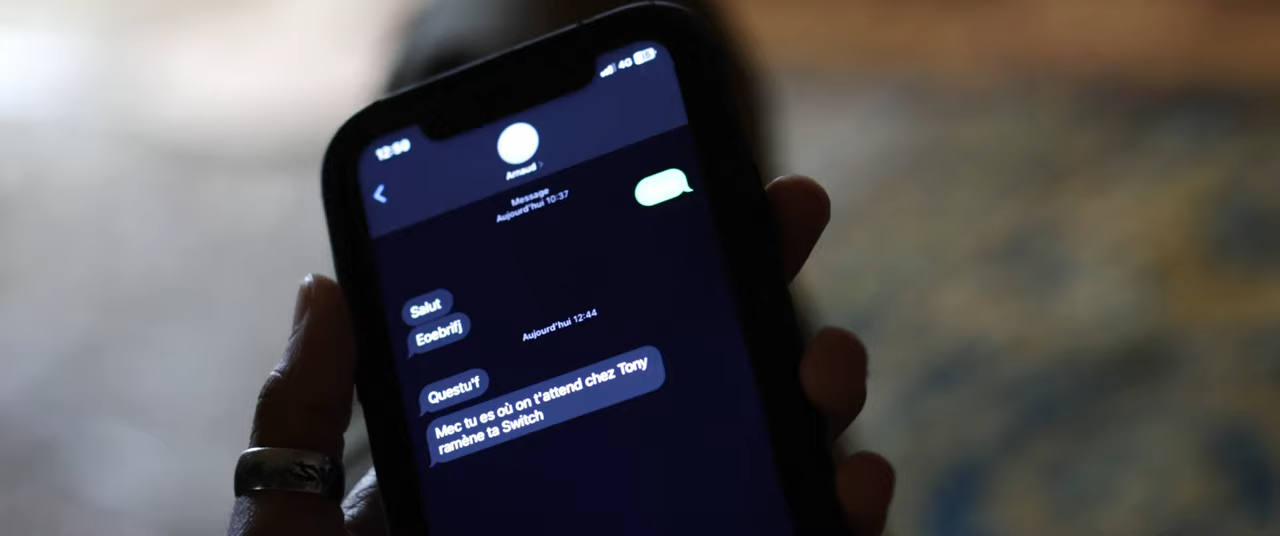 12:50
4G
Arnaud
Message
Aujourd'hui 10:37
Salut
Eoebrifj
Aujourd'hui 12:44
Questu'f
Mec tu es où on t'attend chez Tony
ramène ta Switch